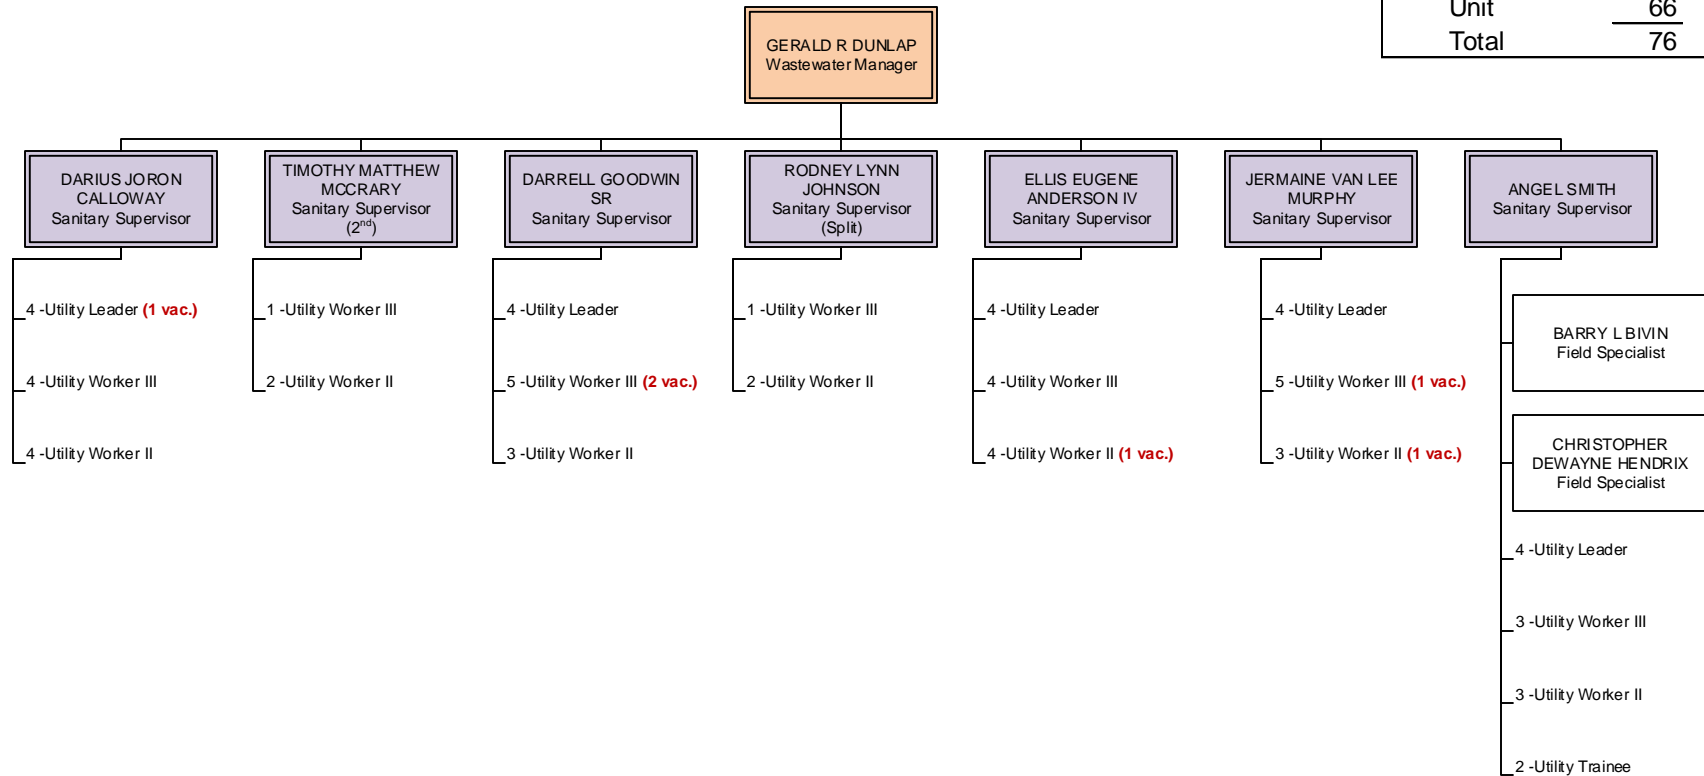 Unit 66
Total 76
GERALD R DUNLAP
Wastewater Manager
DARIUS JORON
CALLOWAY
Sanitary Supervisor
TIMOTHY MATTHEW
MCCRARY
Sanitary Supervisor
(2nd)
DARRELL GOODWIN
SR
Sanitary Supervisor
RODNEY LYNN
JOHNSON
Sanitary Supervisor
(Split)
ELLIS EUGENE
ANDERSON IV
Sanitary Supervisor
JERMAINE VAN LEE
MURPHY
Sanitary Supervisor
ANGEL SMITH
Sanitary Supervisor
4 -Utility Leader (1 vac.)
4 -Utility Worker III
4 -Utility Worker II
1 -Utility Worker III
2 -Utility Worker II
4 -Utility Leader
5 -Utility Worker III (2 vac.)
3 -Utility Worker II
1 -Utility Worker III
2 -Utility Worker II
4 -Utility Leader
4 -Utility Worker III
4 -Utility Worker II (1 vac.)
4 -Utility Leader
5 -Utility Worker III (1 vac.)
3 -Utility Worker II (1 vac.)
BARRY L BIVIN
Field Specialist
CHRISTOPHER
DEWAYNE HENDRIX
Field Specialist
4 -Utility Leader
3 -Utility Worker III
3 -Utility Worker II
2 -Utility Trainee